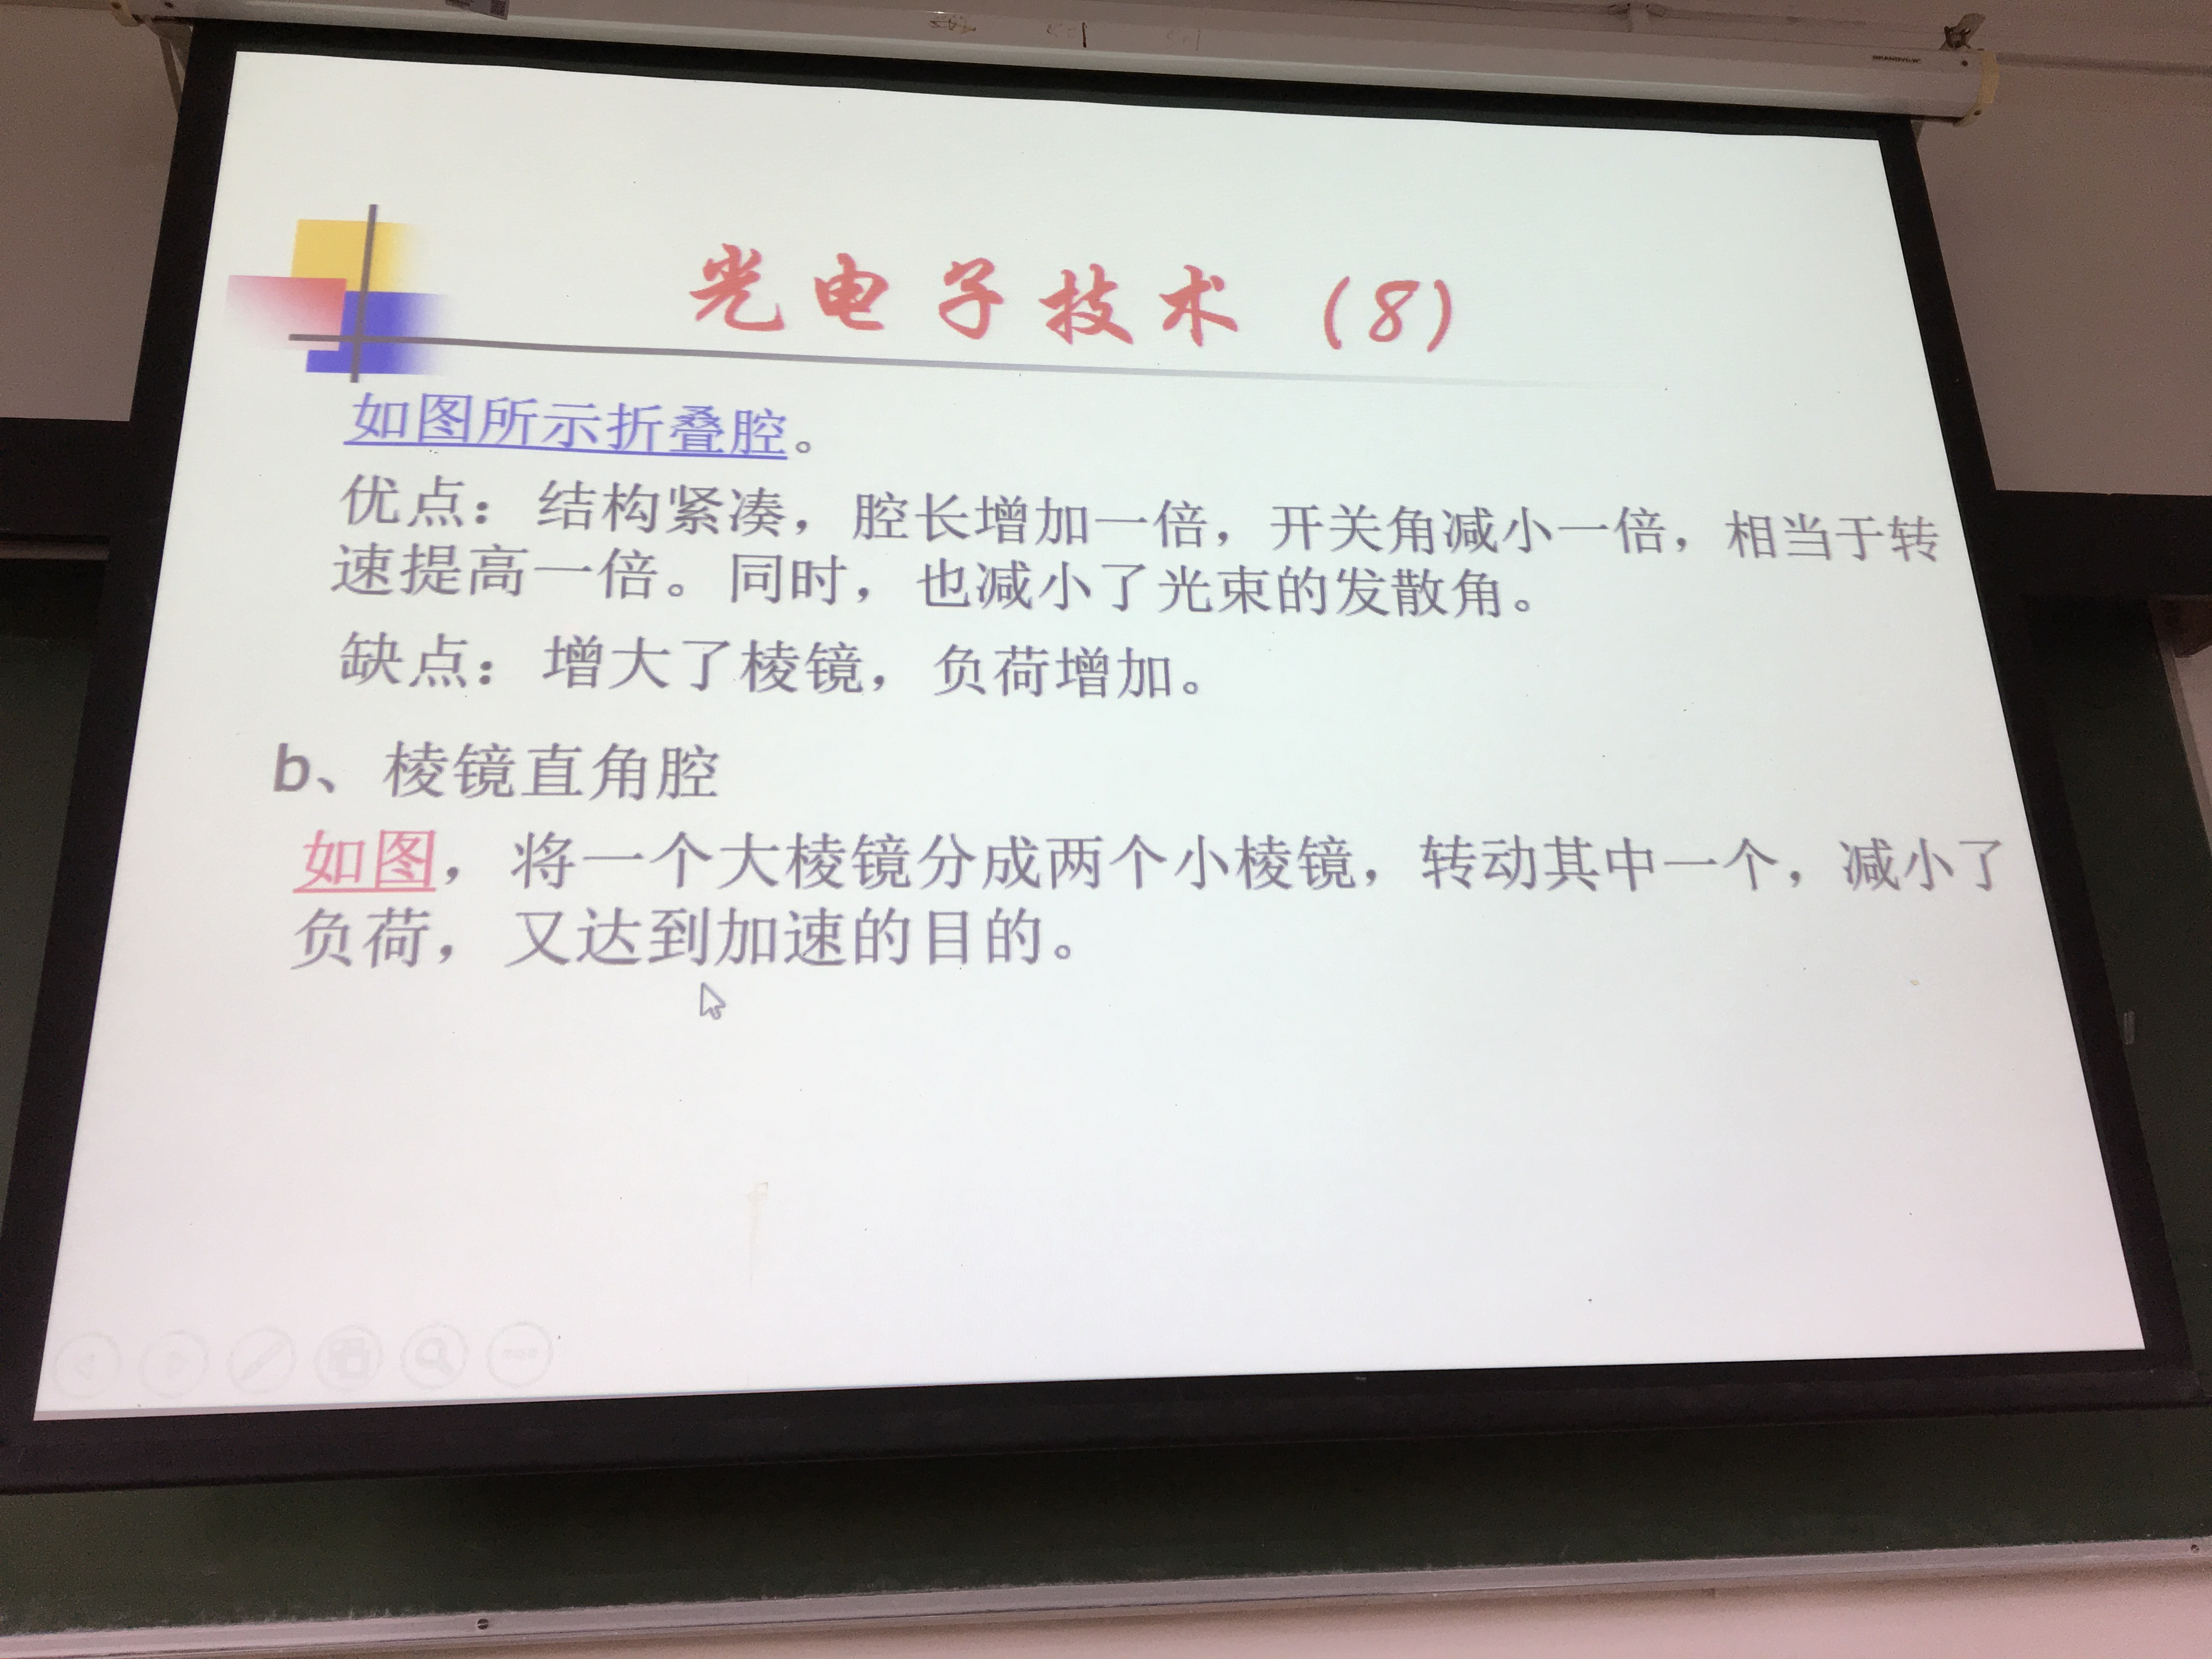 光电子技术（8）
如图所示折叠腔。
优点：结构紧凑，腔长增加一倍，开关角减小一倍，相当于转
速提高一倍。同时，也减小了光束的发散角。
缺点：增大了棱镜，负荷增加。
b、棱镜直角腔
如图，将一个大棱镜分成两个小棱镜，转动其中一个，减小了
负荷，又达到加速的目的。